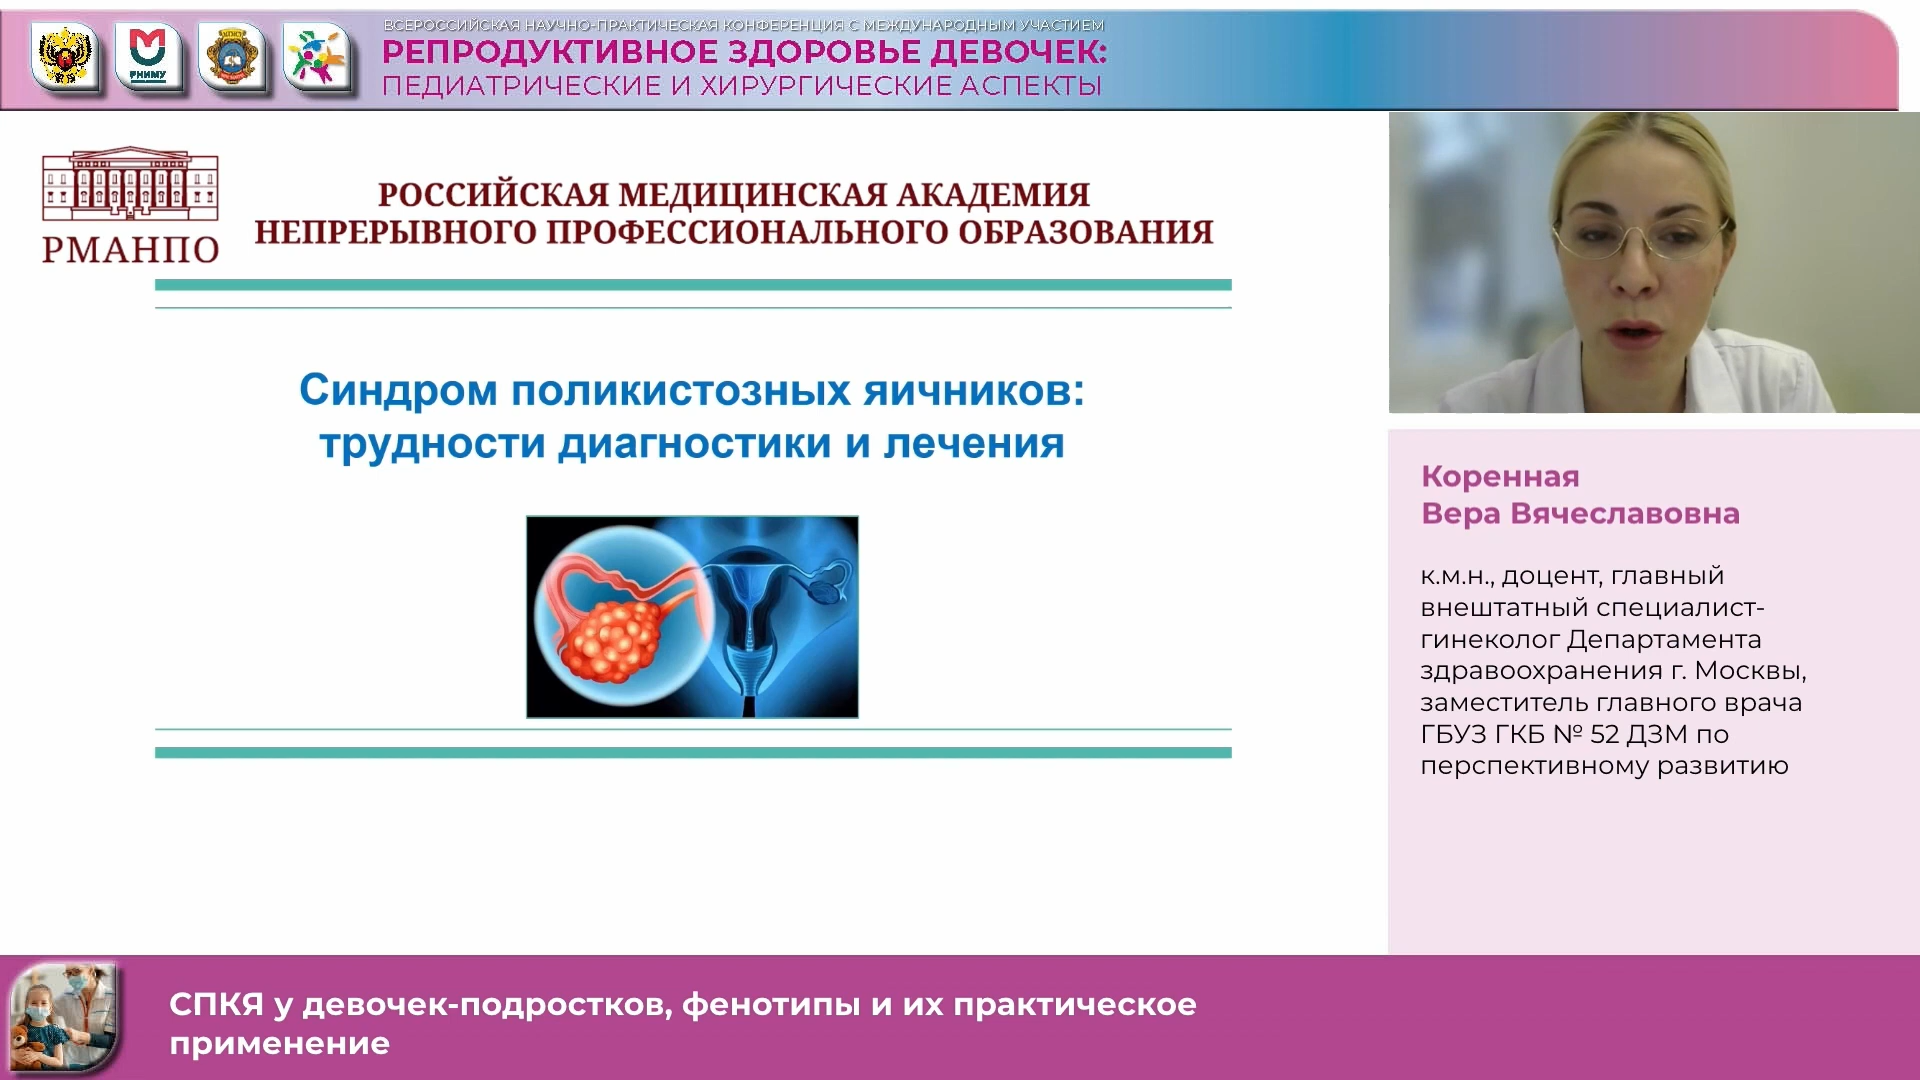 ВСЕРОССИЙСКАЯ НАУЧНО-ПРАКТИЧЕСКАЯ КОНФЕРЕНЦИЯ С МЕЖДУНАРОДНЫМ УЧАСТИЕМ
РЕПРОДУКТИВНОЕ ЗДОРОВЬЕ ДЕВОЧЕК:
ПЕДИАТРИЧЕСКИЕ И ХИРУРГИЧЕСКИЕ АСПЕКТЫ
РНИМУ
РМАНПО
РОССИЙСКАЯ МЕДИЦИНСКАЯ АКАДЕМИЯ
НЕПРЕРЫВНОГО ПРОФЕССИОНАЛЬНОГО ОБРАЗОВАНИЯ
Синдром поликистозных яичников:
трудности диагностики и лечения
Коренная
Вера Вячеславовна
к.м.н., доцент, главный
внештатный специалист-
гинеколог Департамента
здравоохранения г. Москвы,
заместитель главного врача
ГБУЗ ГКБ № 52 ДЗМ по
перспективному развитию
СПКЯ у девочек-подростков, фенотипы и их практическое
применение